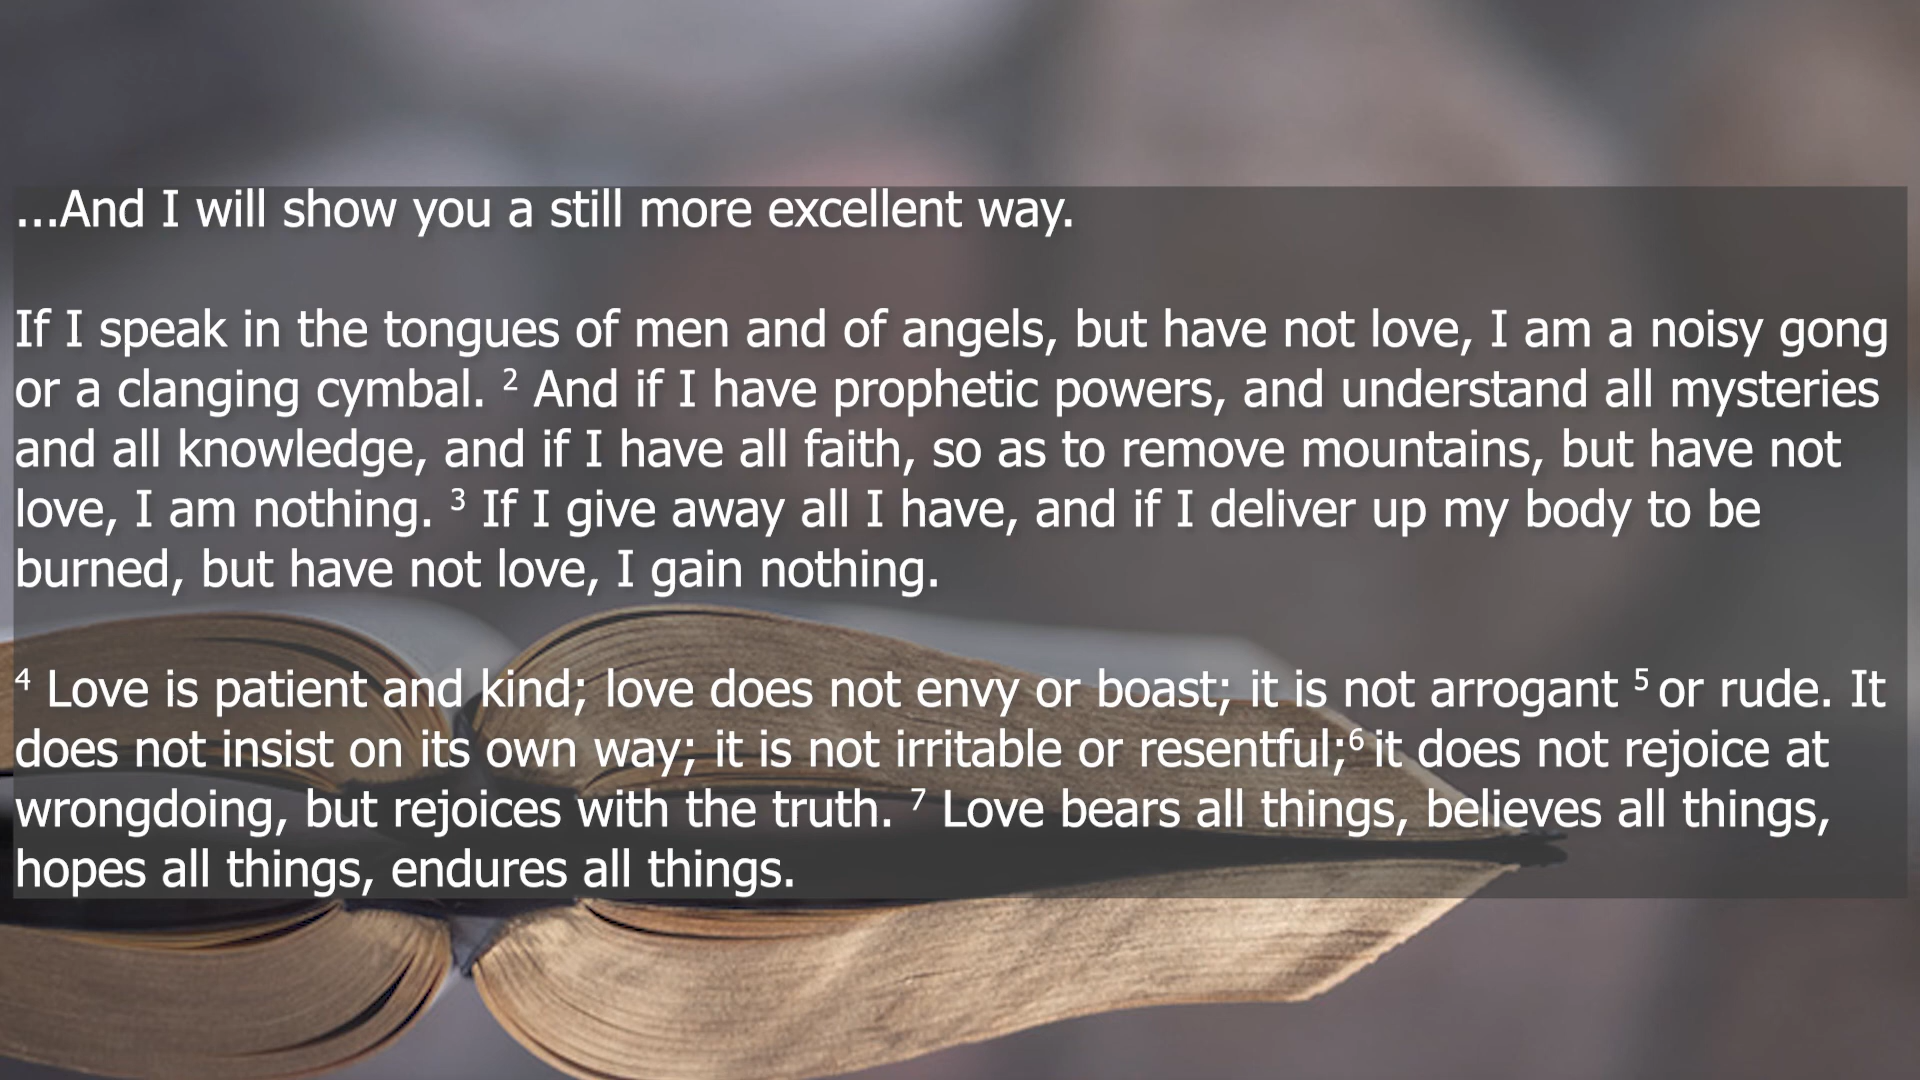 ...And I will show you a still more excellent way.
If I speak in the tongues of men and of angels, but have not love, I am a noisy gong
or a clanging cymbal. ² And if I have prophetic powers, and understand all mysteries
and all knowledge, and if I have all faith, so as to remove mountains, but have not
love, I am nothing. ³ If I give away all I have, and if I deliver up my body to be
burned, but have not love, I gain nothing.
⁴ Love is patient and kind; love does not envy or boast; it is not arrogant ⁵ or rude. It
does not insist on its own way; it is not irritable or resentful;⁶ it does not rejoice at
wrongdoing, but rejoices with the truth. ⁷ Love bears all things, believes all things,
hopes all things, endures all things.